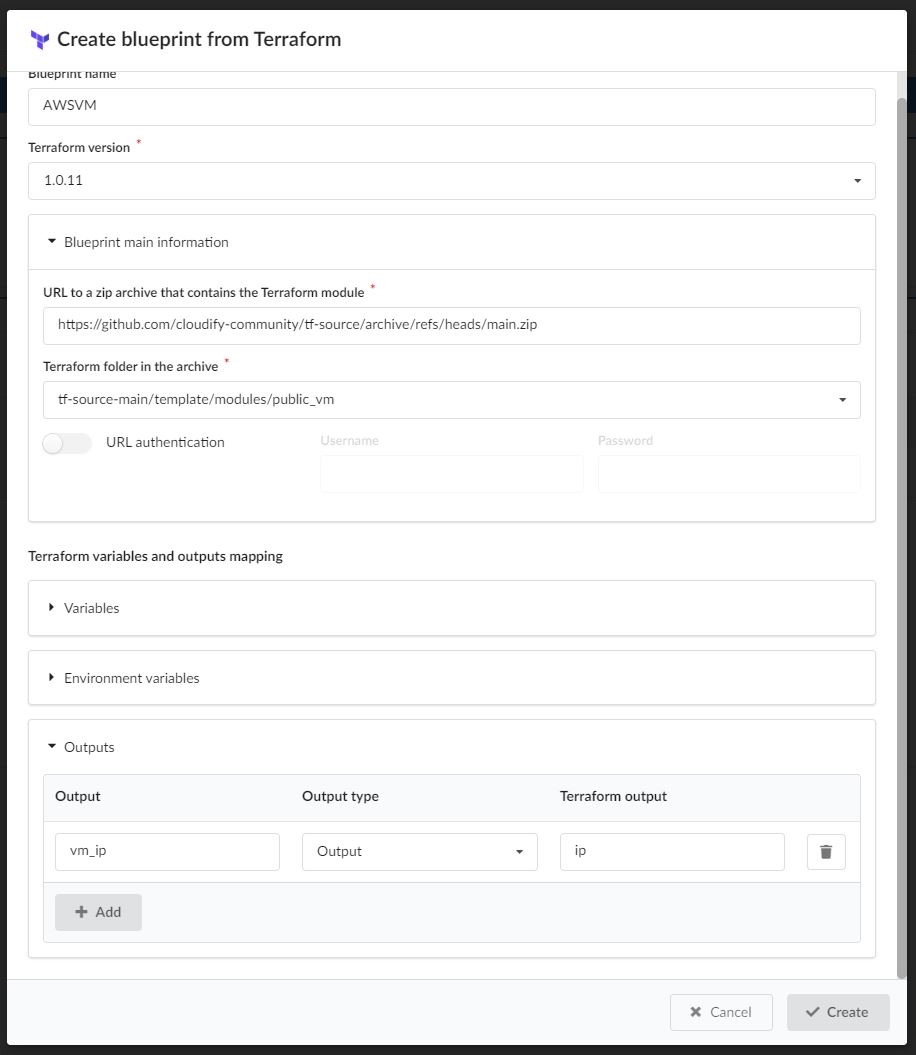 Create blueprint from Terraform
Blueprint name
AWSVM
Terraform version *
1.0.11
Blueprint main information
URL to a zip archive that contains the Terraform module *
https://github.com/cloudify-community/tf-source/archive/refs/heads/main.zip
Terraform folder in the archive *
tf-source-main/template/modules/public_vm
URL authentication Username Password
Terraform variables and outputs mapping
Variables
Environment variables
Outputs
Output Output type Terraform output
vm_ip Output ip
Add
Cancel Create